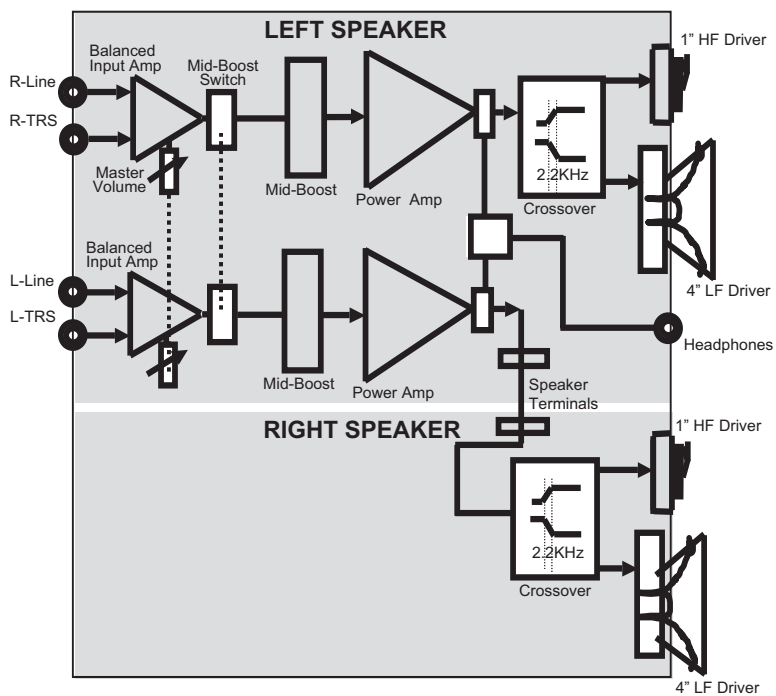 LEFT SPEAKER
1” HF Driver
Balanced
Input Amp
Mid-Boost
Switch
R-Line
R-TRS
Master
Volume
Mid-Boost
Power Amp
2.2KHz
Crossover
Balanced
Input Amp
L-Line
L-TRS
4” LF Driver
Headphones
Mid-Boost
Power Amp
Speaker
Terminals
RIGHT SPEAKER
1” HF Driver
2.2KHz
Crossover
4” LF Driver